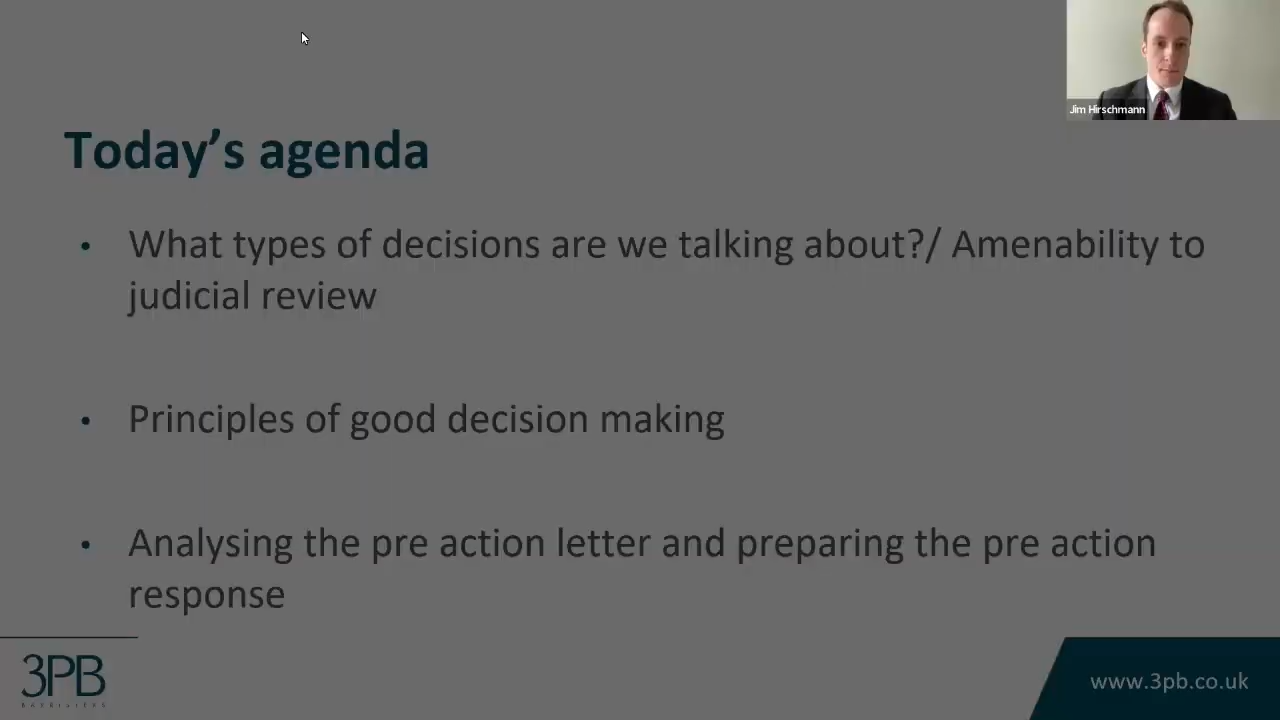 Jim Hirschmann
Today's agenda
• What types of decisions are we talking about?/ Amenability to
judicial review
• Principles of good decision making
• Analysing the pre action letter and preparing the pre action
response
3PB
BARRISTERS
www.3pb.co.uk